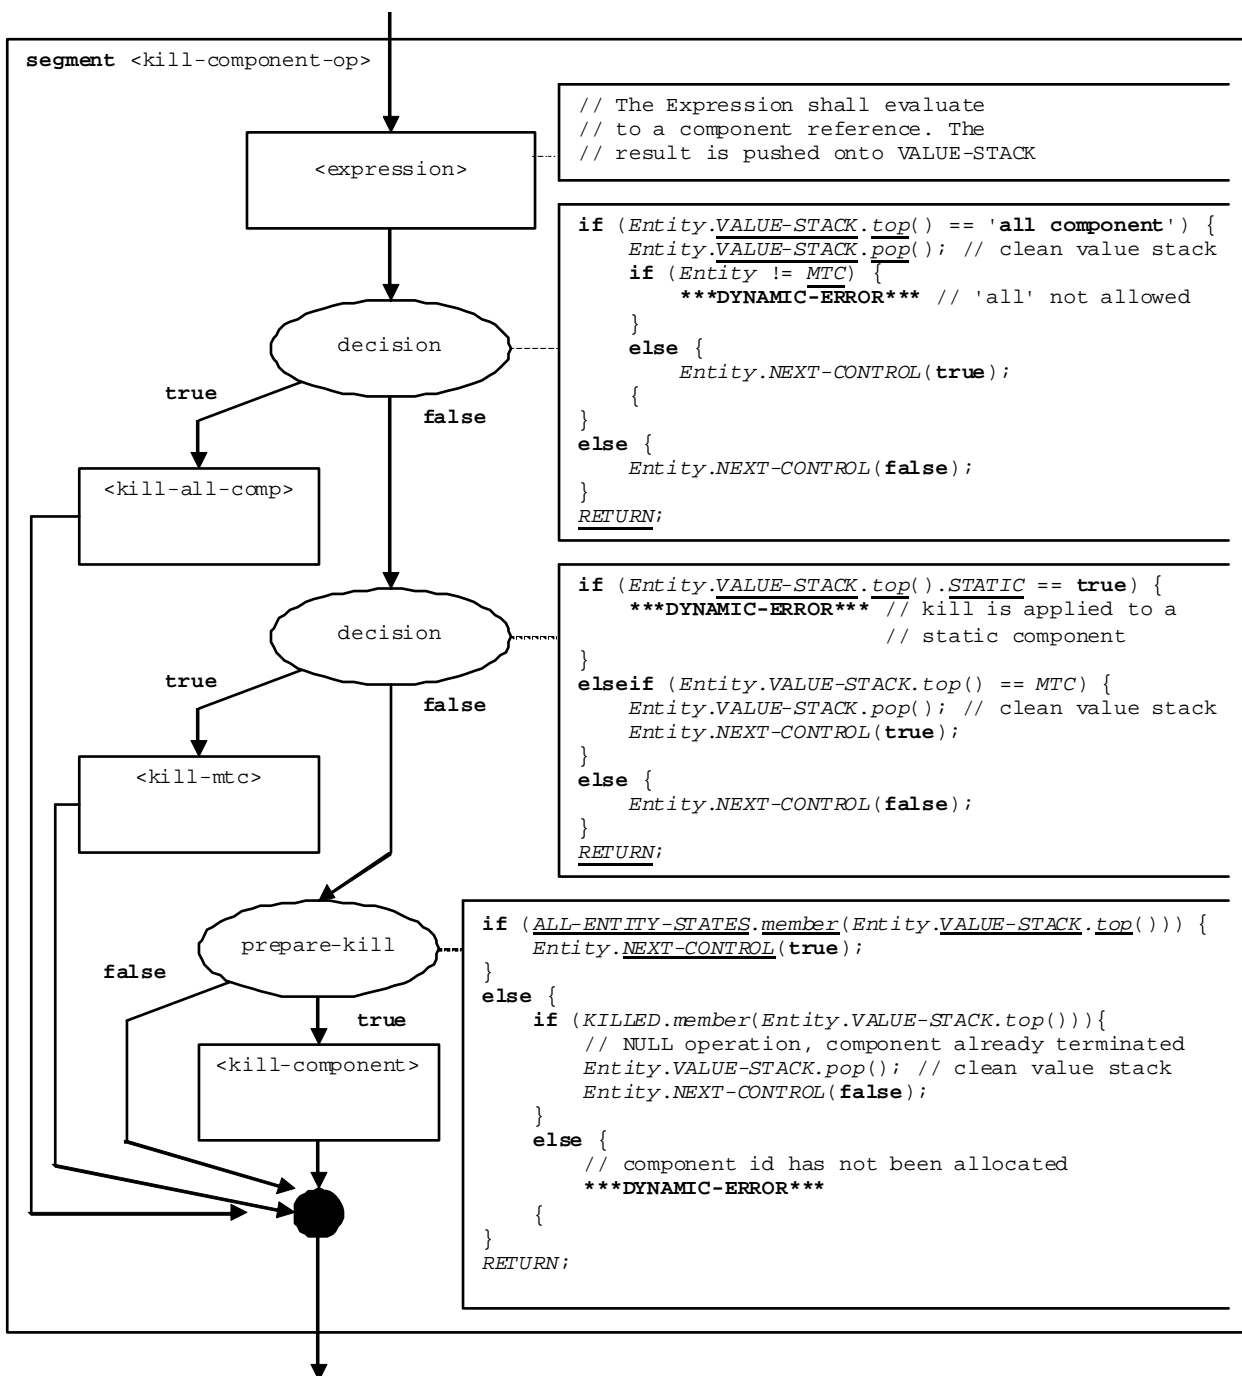 segment <kill-component-op>
<expression>
// The Expression shall evaluate
// to a component reference. The
// result is pushed onto VALUE-STACK
decision
true
false
if (Entity.VALUE-STACK.top() == 'all component') {
Entity.VALUE-STACK.pop(); // clean value stack
if (Entity != MTC) {
***DYNAMIC-ERROR*** // 'all' not allowed
}
else {
Entity.NEXT-CONTROL(true);
{
}
else {
Entity.NEXT-CONTROL(false);
}
RETURN;
<kill-all-comp>
decision
true
false
if (Entity.VALUE-STACK.top().STATIC == true) {
***DYNAMIC-ERROR*** // kill is applied to a
// static component
}
elseif (Entity.VALUE-STACK.top() == MTC) {
Entity.VALUE-STACK.pop(); // clean value stack
Entity.NEXT-CONTROL(true);
}
else {
Entity.NEXT-CONTROL(false);
}
RETURN;
<kill-mtc>
prepare-kill
false
true
if (ALL-ENTITY-STATES.member(Entity.VALUE-STACK.top())) {
Entity.NEXT-CONTROL(true);
}
else {
if (KILLED.member(Entity.VALUE-STACK.top())){
// NULL operation, component already terminated
Entity.VALUE-STACK.pop(); // clean value stack
Entity.NEXT-CONTROL(false);
}
else {
// component id has not been allocated
***DYNAMIC-ERROR***
{
}
RETURN;
<kill-component>